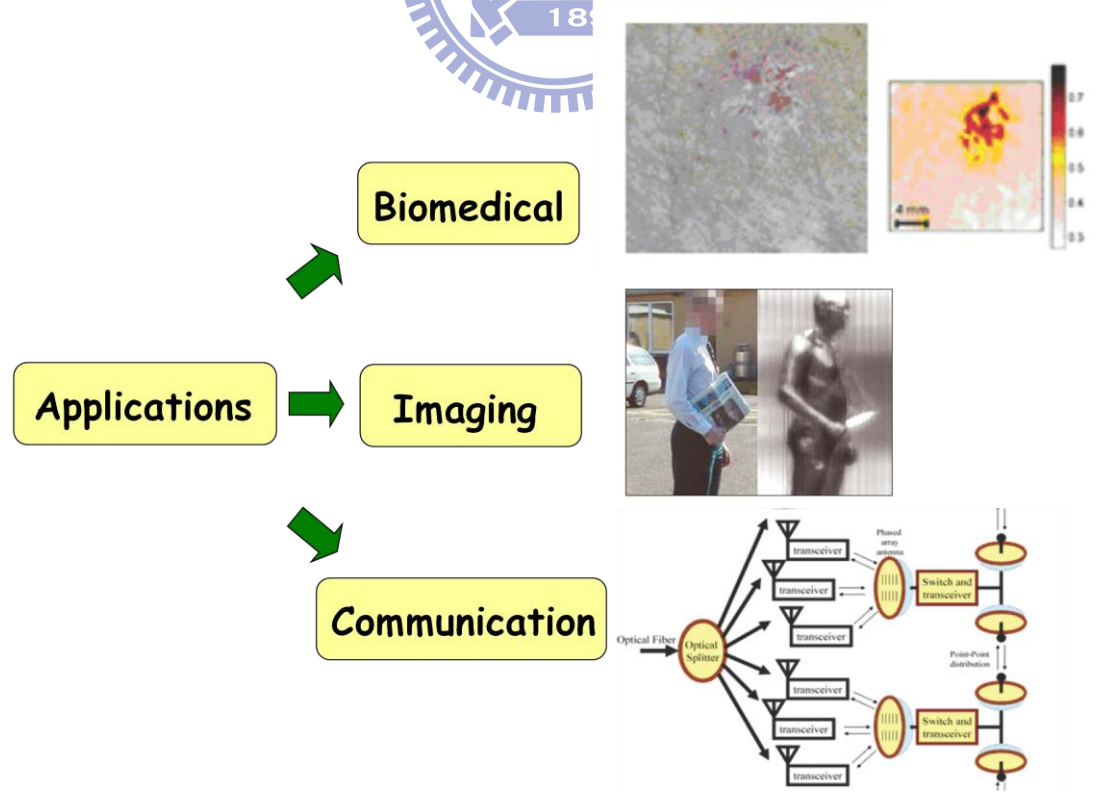 189
Biomedical
0.7
0.6
0.5
0.4
0.3
4 mm
Applications
Imaging
Communication
Optical Fiber
Optical
Splitter
transceiver
transceiver
transceiver
transceiver
transceiver
transceiver
Phased
array
antenna
Switch and
transceiver
Point-Point
distribution
Switch and
transceiver